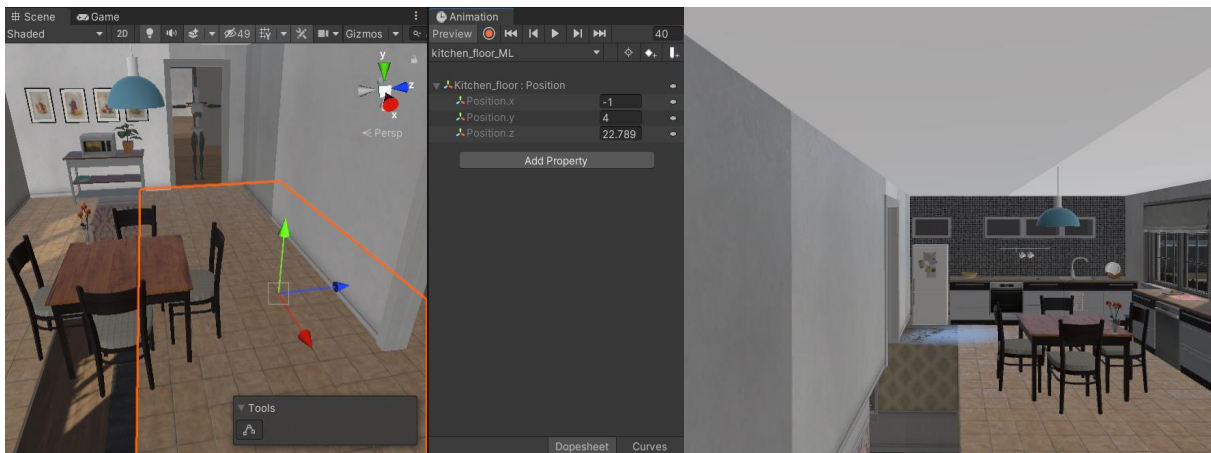 Scene Game
Shaded 2D 49 Gizmos
y
z
x
Persp
Tools
Animation
Preview 40
kitchen_floor_ML
Kitchen_floor : Position
Position.x -1
Position.y 4
Position.z 22.789
Add Property
Dopesheet Curves